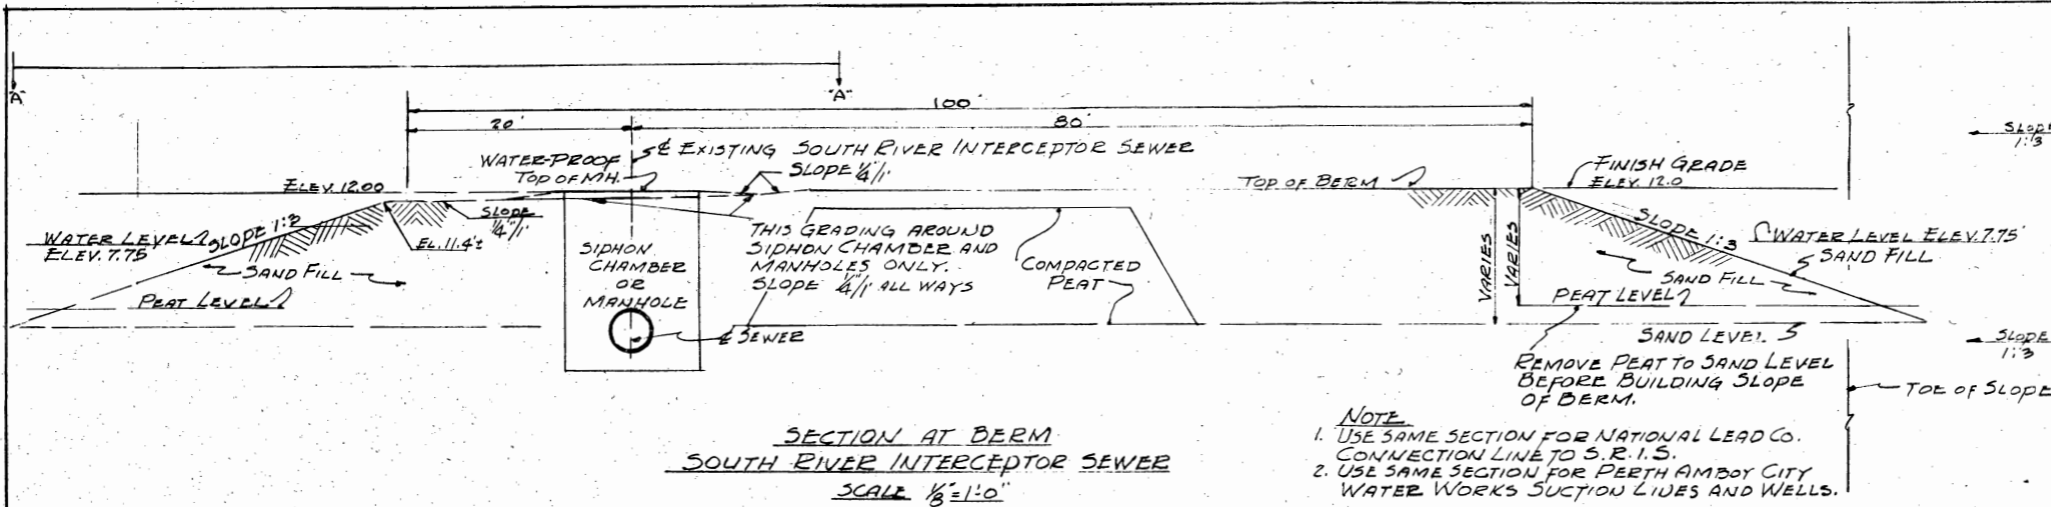 "A"
"A"
100'
20'
80'
WATER-PROOF
TOP OF MH.
℄ EXISTING SOUTH RIVER INTERCEPTOR SEWER
SLOPE ¼"/1'
ELEV. 12.00
TOP OF BERM
FINISH GRADE
ELEV. 12.0
SLOPE
1:3
WATER LEVEL
ELEV. 7.75
SLOPE 1:3
SLOPE
¼"/1'
EL. 11.4'±
SAND FILL
PEAT LEVEL
SIPHON
CHAMBER
OR
MANHOLE
℄ SEWER
THIS GRADING AROUND
SIPHON CHAMBER AND
MANHOLES ONLY.
SLOPE ¼"/1' ALL WAYS
COMPACTED
PEAT
VARIES
VARIES
SLOPE 1:3
WATER LEVEL ELEV. 7.75'
SAND FILL
SAND FILL
PEAT LEVEL
SAND LEVEL
REMOVE PEAT TO SAND LEVEL
BEFORE BUILDING SLOPE
OF BERM.
SLOPE
1:3
TOE OF SLOPE
SECTION AT BERM
SOUTH RIVER INTERCEPTOR SEWER
SCALE ⅛"=1'-0"
NOTE
1. USE SAME SECTION FOR NATIONAL LEAD CO.
CONNECTION LINE TO S.R.I.S.
2. USE SAME SECTION FOR PERTH AMBOY CITY
WATER WORKS SUCTION LINES AND WELLS.